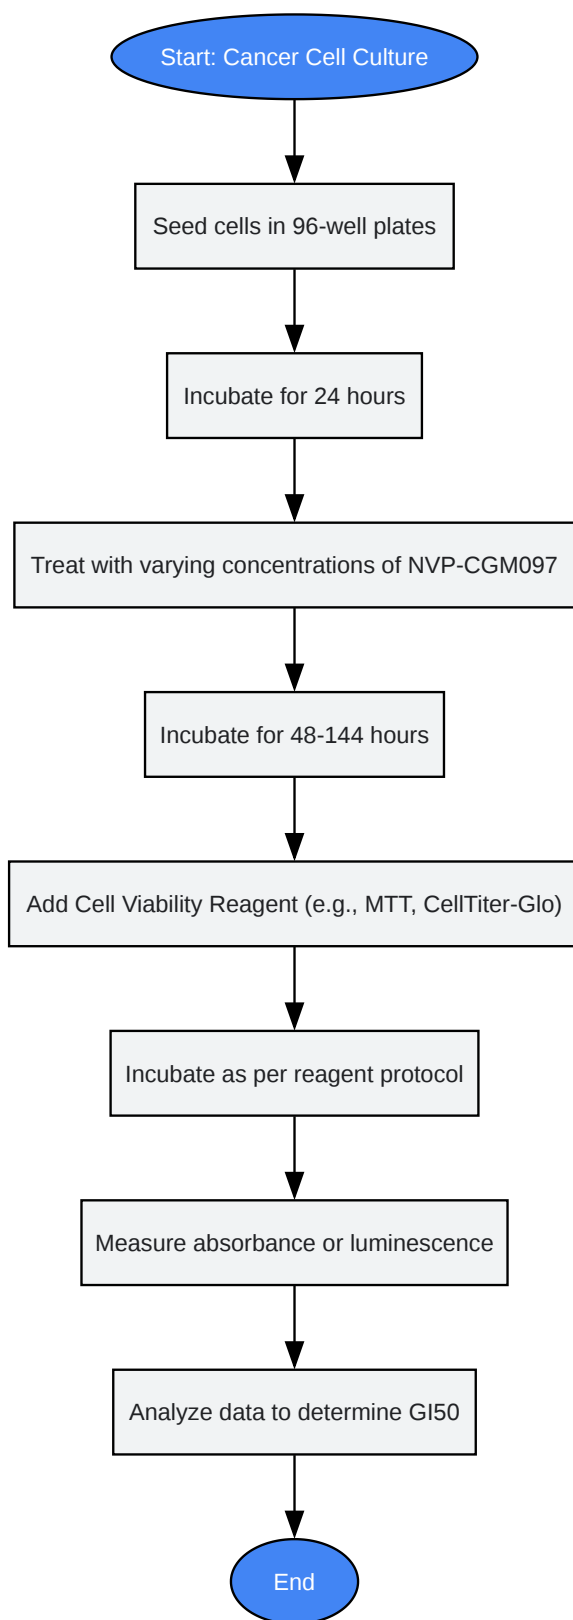 Start: Cancer Cell Culture
Seed cells in 96-well plates
Incubate for 24 hours
Treat with varying concentrations of NVP-CGM097
Incubate for 48-144 hours
Add Cell Viability Reagent (e.g., MTT, CellTiter-Glo)
Incubate as per reagent protocol
Measure absorbance or luminescence
Analyze data to determine GI50
End